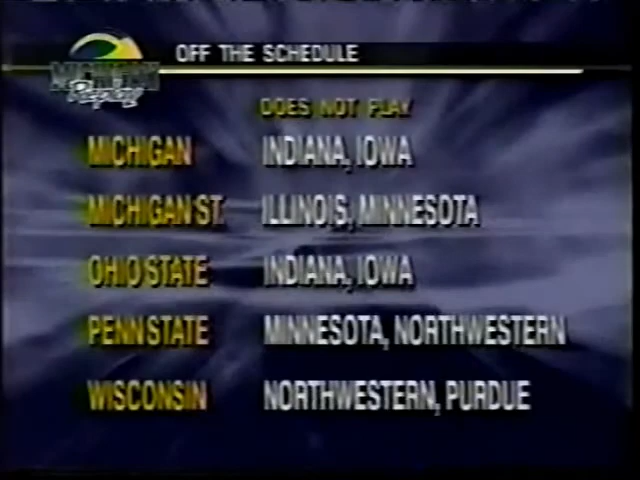 OFF THE SCHEDULE
MICHIGAN
Replay
DOES NOT PLAY
MICHIGAN INDIANA, IOWA
MICHIGAN ST. ILLINOIS, MINNESOTA
OHIO STATE INDIANA, IOWA
PENN STATE MINNESOTA, NORTHWESTERN
WISCONSIN NORTHWESTERN, PURDUE